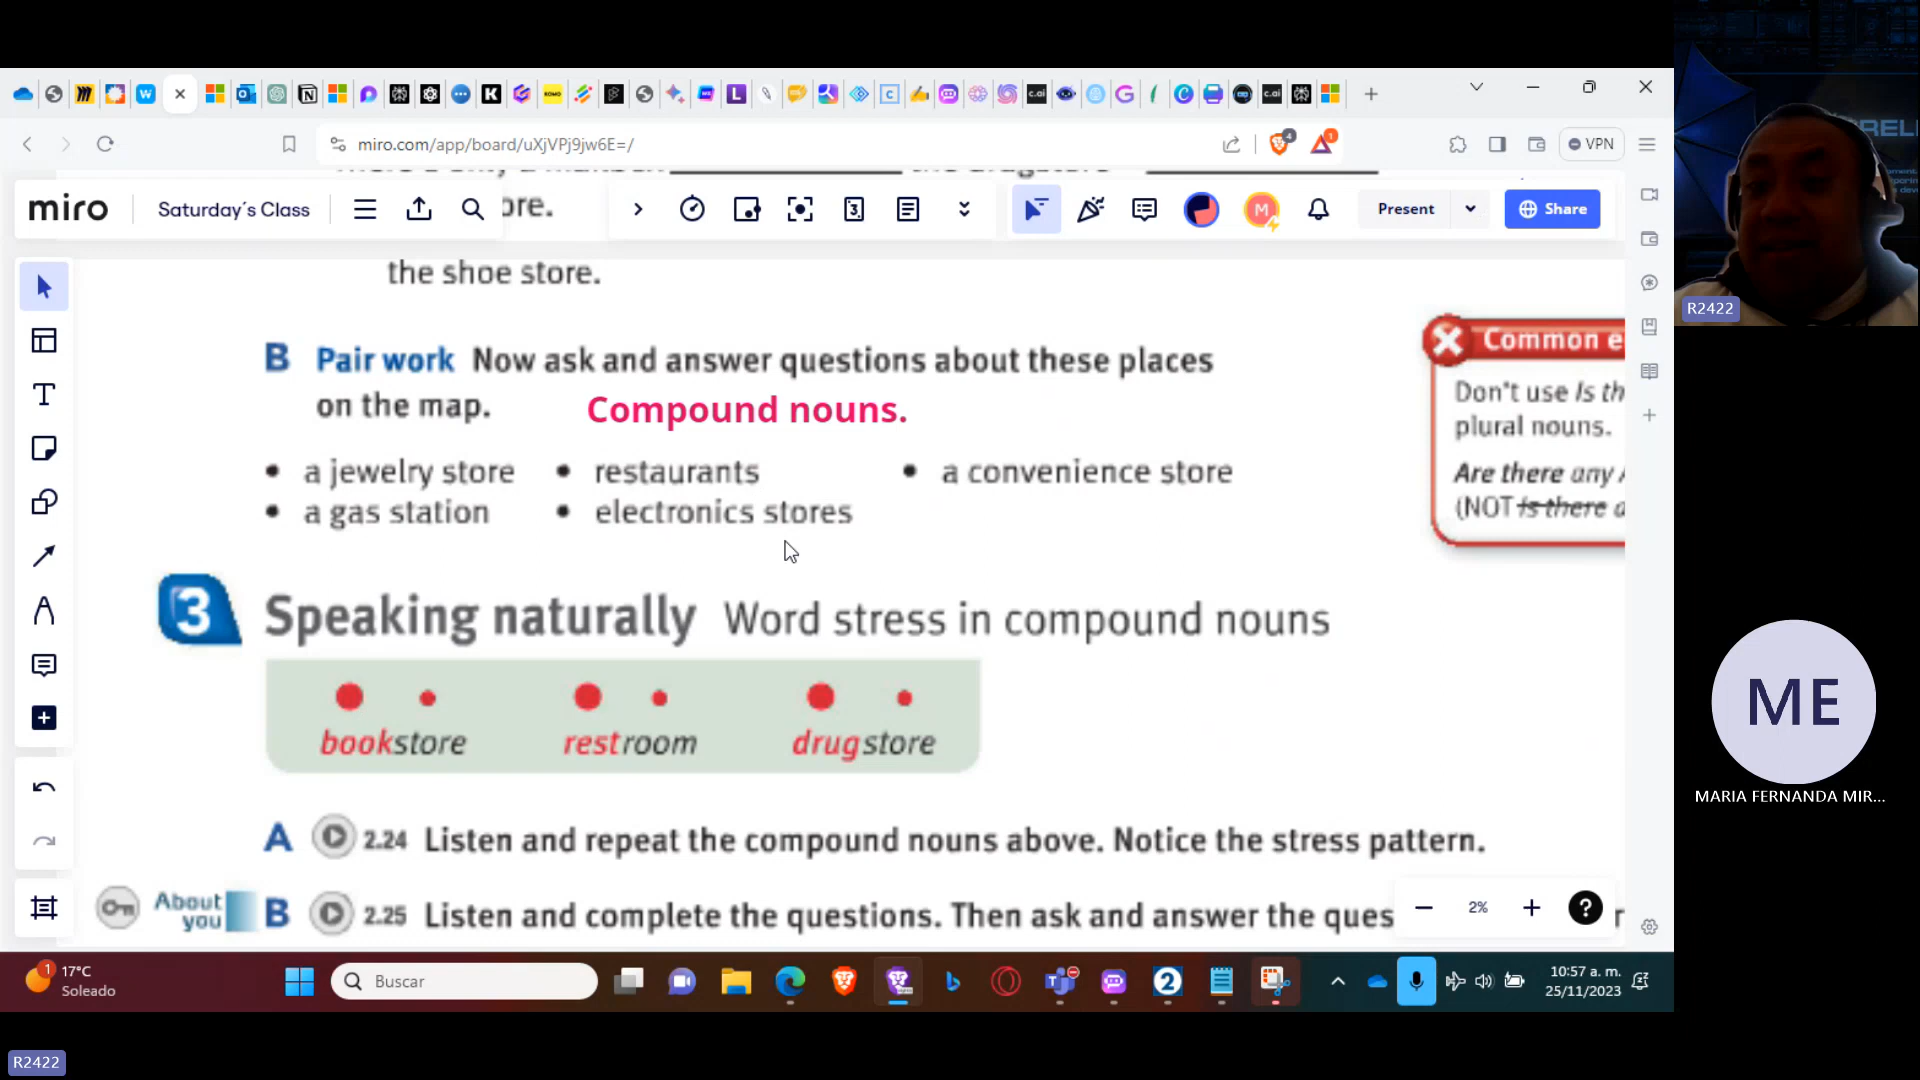 miro.com/app/board/uXjVPj9jw6E=/
VPN
miro
Saturday´s Class
ore.
Present
Share
the shoe store.
B Pair work Now ask and answer questions about these places
on the map.
Compound nouns.
• a jewelry store • restaurants • a convenience store
• a gas station • electronics stores
Common e
Don't use Is th
plural nouns.
Are there any
(NOT Is there a
3 Speaking naturally Word stress in compound nouns
bookstore restroom drugstore
A 2.24 Listen and repeat the compound nouns above. Notice the stress pattern.
About you B 2.25 Listen and complete the questions. Then ask and answer the ques
2%
1
17°C
Soleado
Buscar
10:57 a. m.
25/11/2023
R2422
ME
MARIA FERNANDA MIR...
R2422